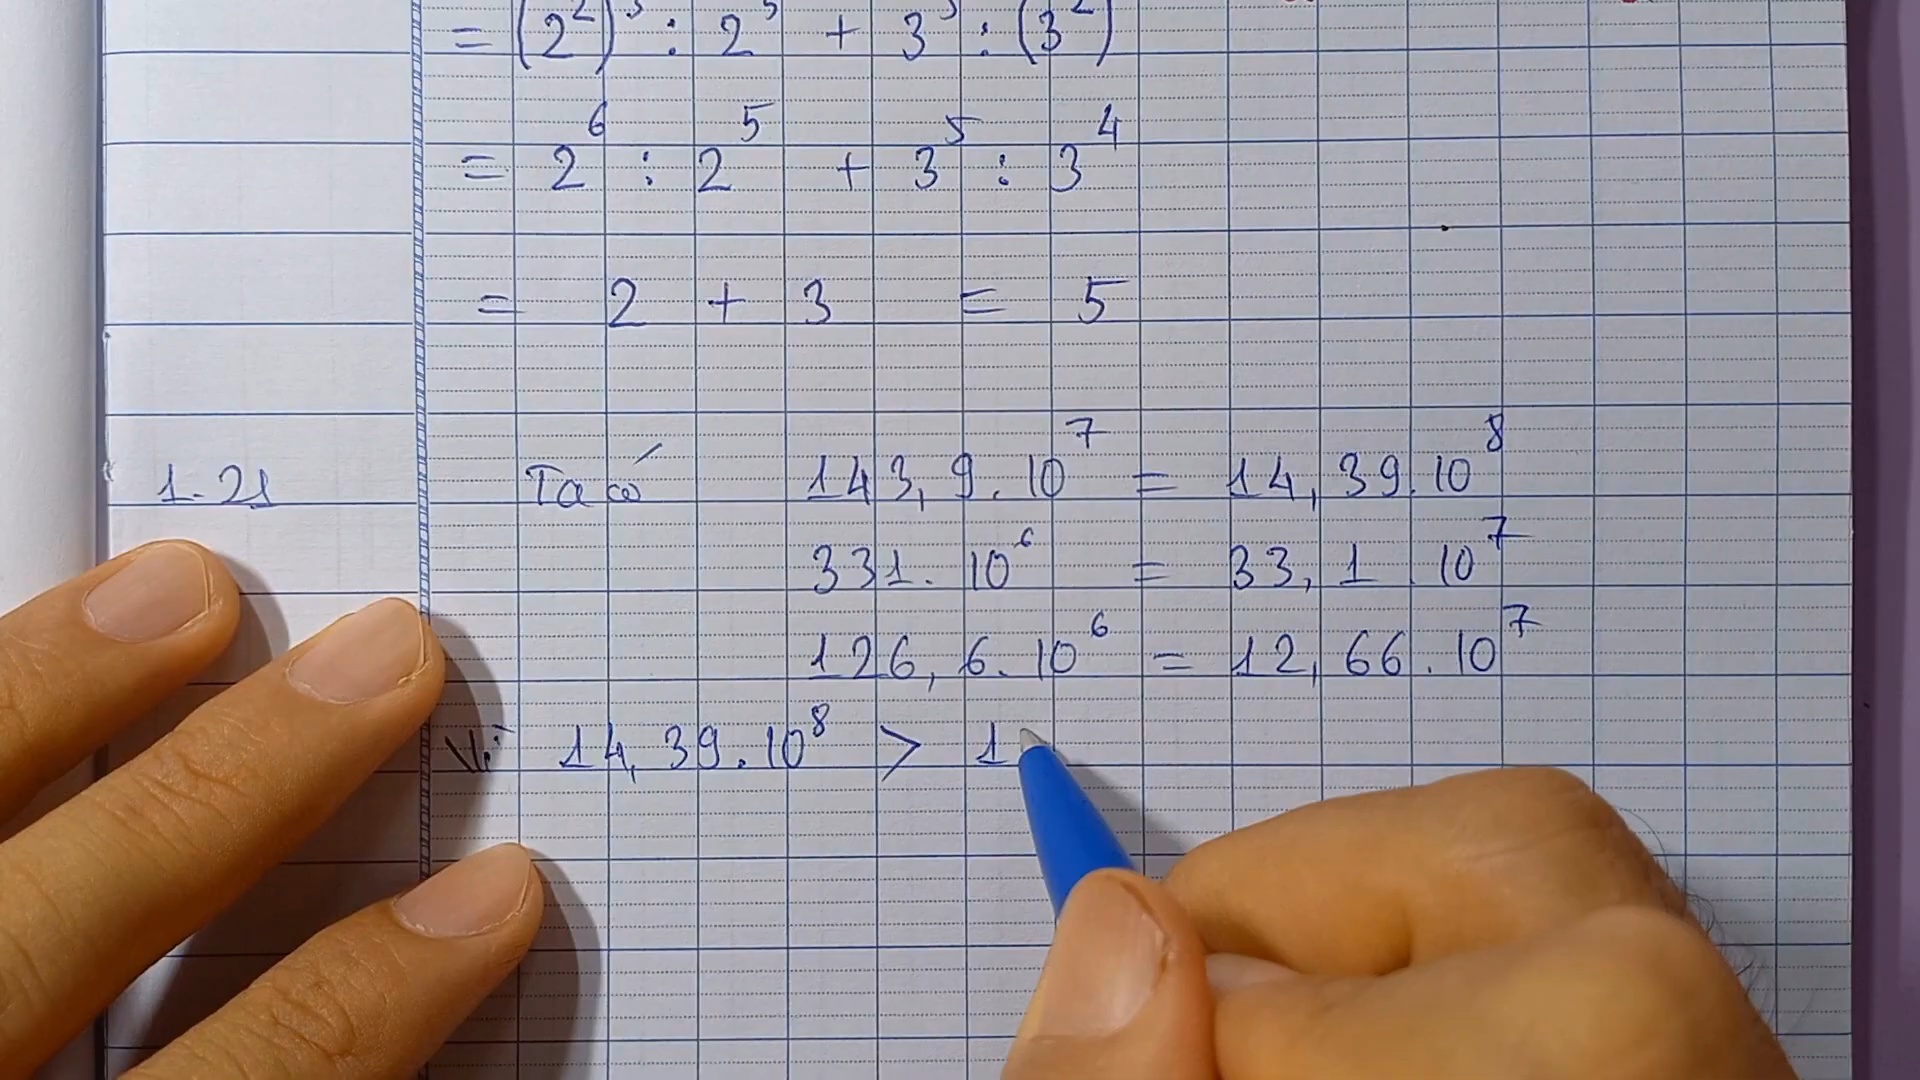 = (2²)³ : 2⁵ + 3⁵ : (3²)
= 2⁶ : 2⁵ + 3⁵ : 3⁴
= 2 + 3 = 5
1.21 Ta có 143,9.10⁷ = 14,39.10⁸
331.10⁶ = 33,1.10⁷
126,6.10⁶ = 12,66.10⁷
Vì 14,39.10⁸ > 1